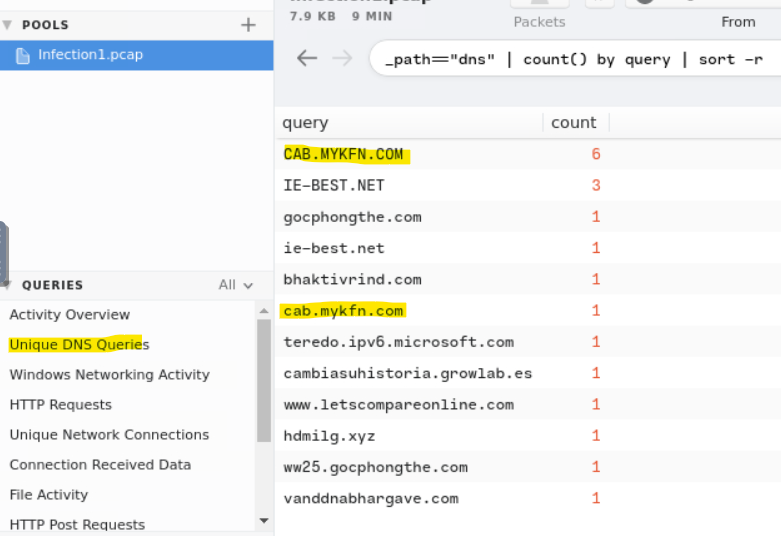 POOLS
Infection1.pcap
QUERIES All
Activity Overview
Unique DNS Queries
Windows Networking Activity
HTTP Requests
Unique Network Connections
Connection Received Data
File Activity
HTTP Post Requests
7.9 KB 9 MIN
Packets
From
_path=="dns" | count() by query | sort -r
query count
CAB.MYKFN.COM 6
IE-BEST.NET 3
gocphongthe.com 1
ie-best.net 1
bhaktivrind.com 1
cab.mykfn.com 1
teredo.ipv6.microsoft.com 1
cambiasuhistoria.growlab.es 1
www.letscompareonline.com 1
hdmilg.xyz 1
ww25.gocphongthe.com 1
vanddnabhargave.com 1